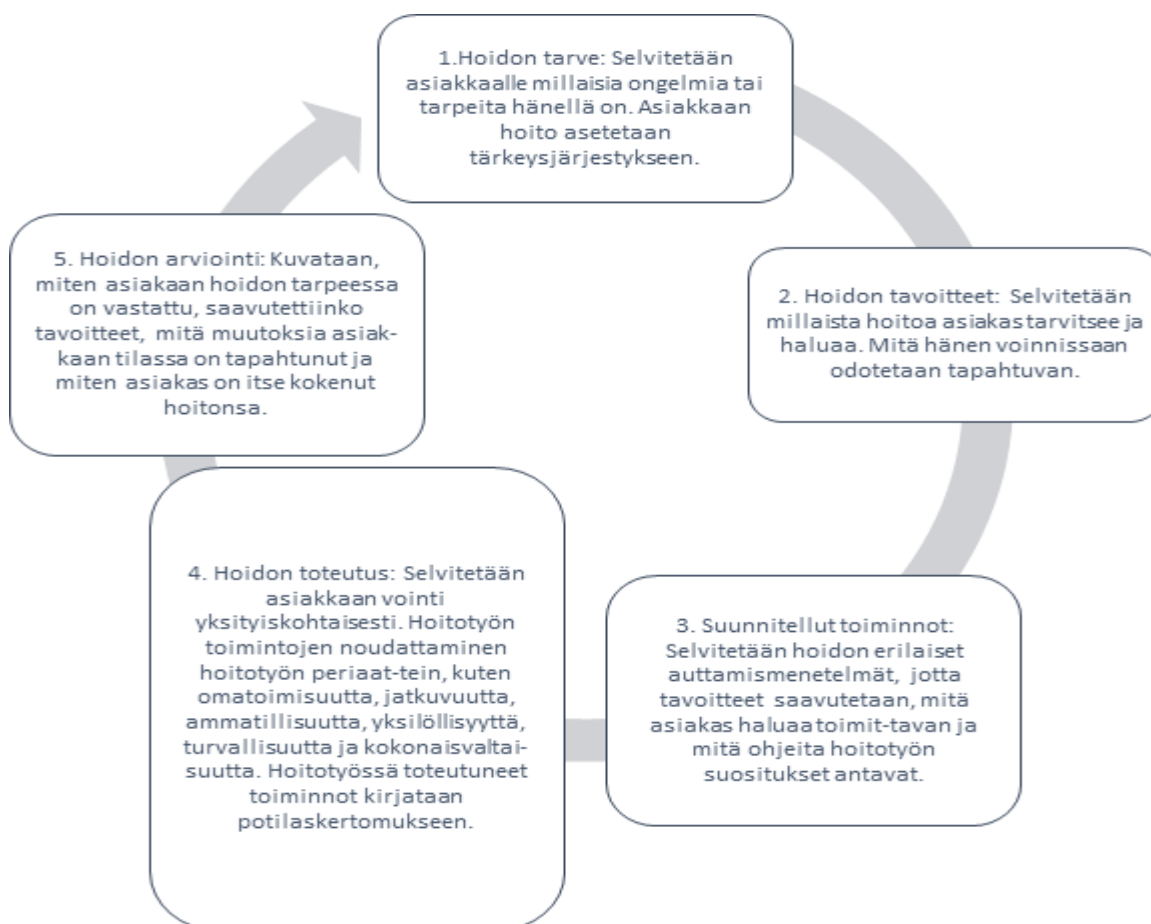 1.Hoidon tarve: Selvitetään
asiakkaalle millaisia ongelmia tai
tarpeita hänellä on. Asiakkaan
hoito asetetaan
tärkeysjärjestykseen.
2. Hoidon tavoitteet: Selvitetään
millaista hoitoa asiakas tarvitsee ja
haluaa. Mitä hänen voinnissaan
odotetaan tapahtuvan.
3. Suunnitellut toiminnot:
Selvitetään hoidon erilaiset
auttamismenetelmät, jotta
tavoitteet saavutetaan, mitä
asiakas haluaa toimit-tavan ja
mitä ohjeita hoitotyön
suositukset antavat.
4. Hoidon toteutus: Selvitetään
asiakkaan vointi
yksityiskohtaisesti. Hoitotyön
toimintojen noudattaminen
hoitotyön periaat-tein, kuten
omatoimisuutta, jatkuvuutta,
ammatillisuutta, yksilöllisyyttä,
turvallisuutta ja kokonaisvaltai-
suutta. Hoitotyössä toteutuneet
toiminnot kirjataan
potilaskertomukseen.
5. Hoidon arviointi: Kuvataan,
miten asiakaan hoidon tarpeessa
on vastattu, saavutettiinko
tavoitteet, mitä muutoksia asiak-
kaan tilassa on tapahtunut ja
miten asiakas on itse kokenut
hoitonsa.